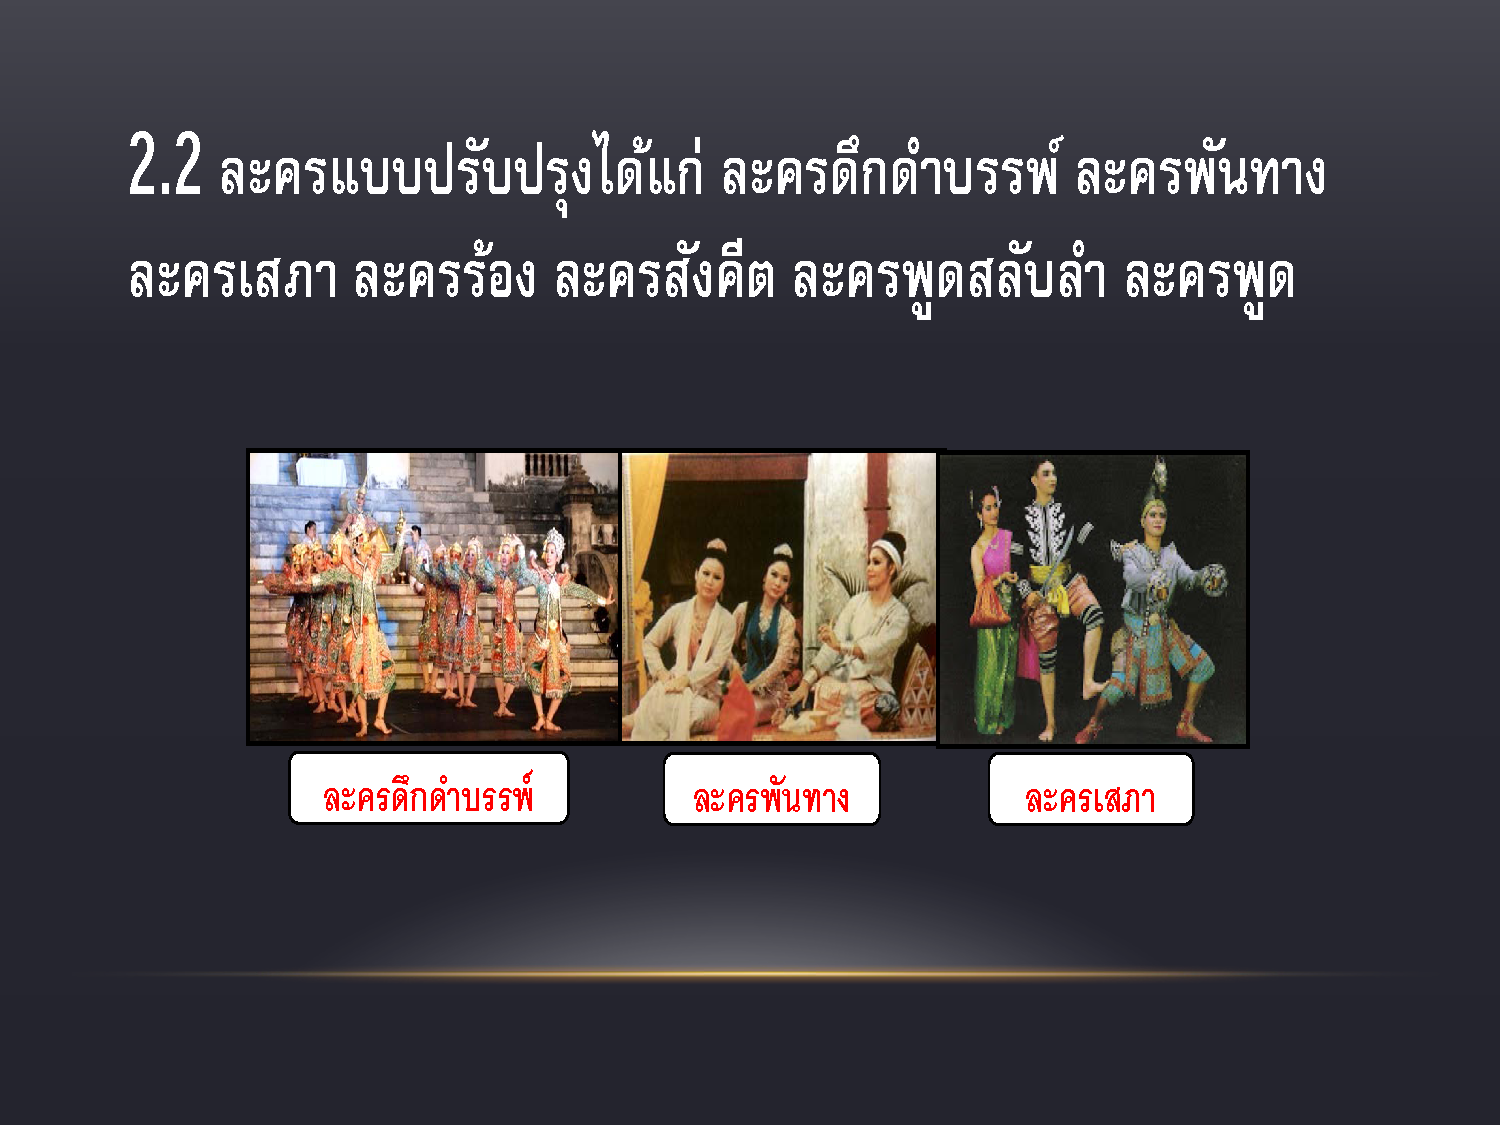 2.2 ละครแบบปรับปรุงได้แก่ ละครดึกดำบรรพ์ ละครพันทาง
ละครเสภา ละครร้อง ละครสังคีต ละครพูดสลับลำ ละครพูด
ละครดึกดำบรรพ์
ละครพันทาง
ละครเสภา